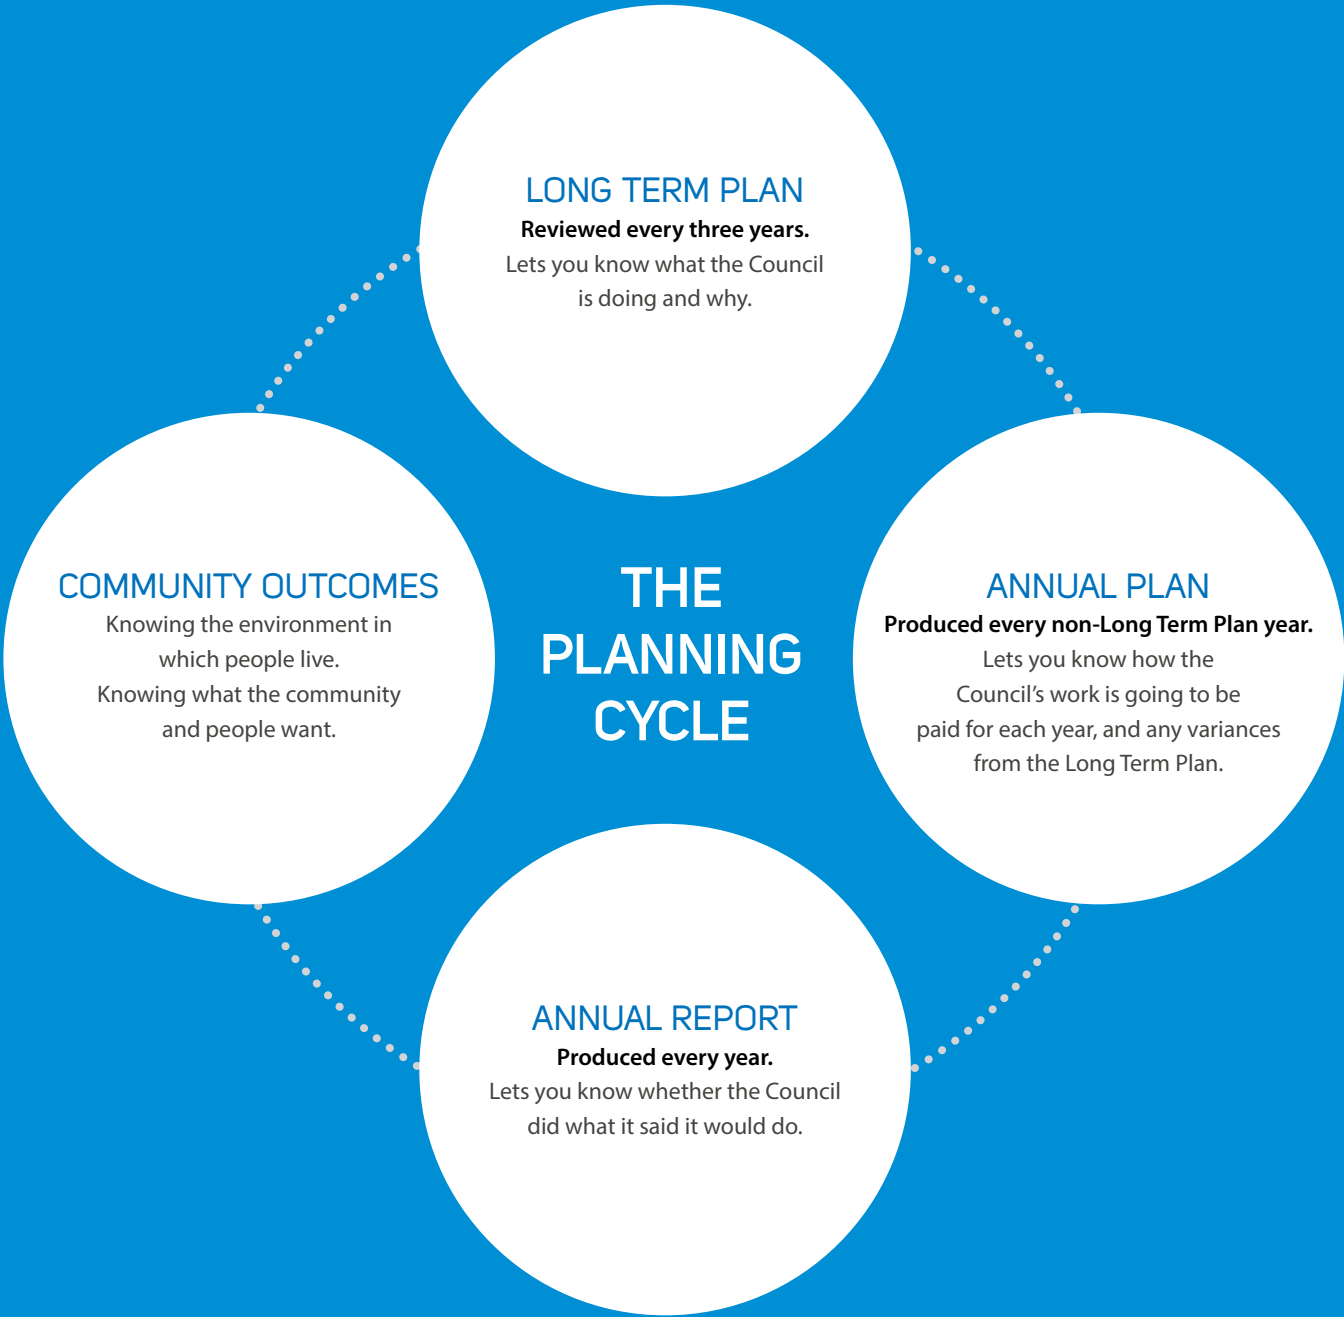 LONG TERM PLAN
Reviewed every three years.
Lets you know what the Council
is doing and why.
COMMUNITY OUTCOMES
Knowing the environment in
which people live.
Knowing what the community
and people want.
THE
PLANNING
CYCLE
ANNUAL PLAN
Produced every non-Long Term Plan year.
Lets you know how the
Council’s work is going to be
paid for each year, and any variances
from the Long Term Plan.
ANNUAL REPORT
Produced every year.
Lets you know whether the Council
did what it said it would do.